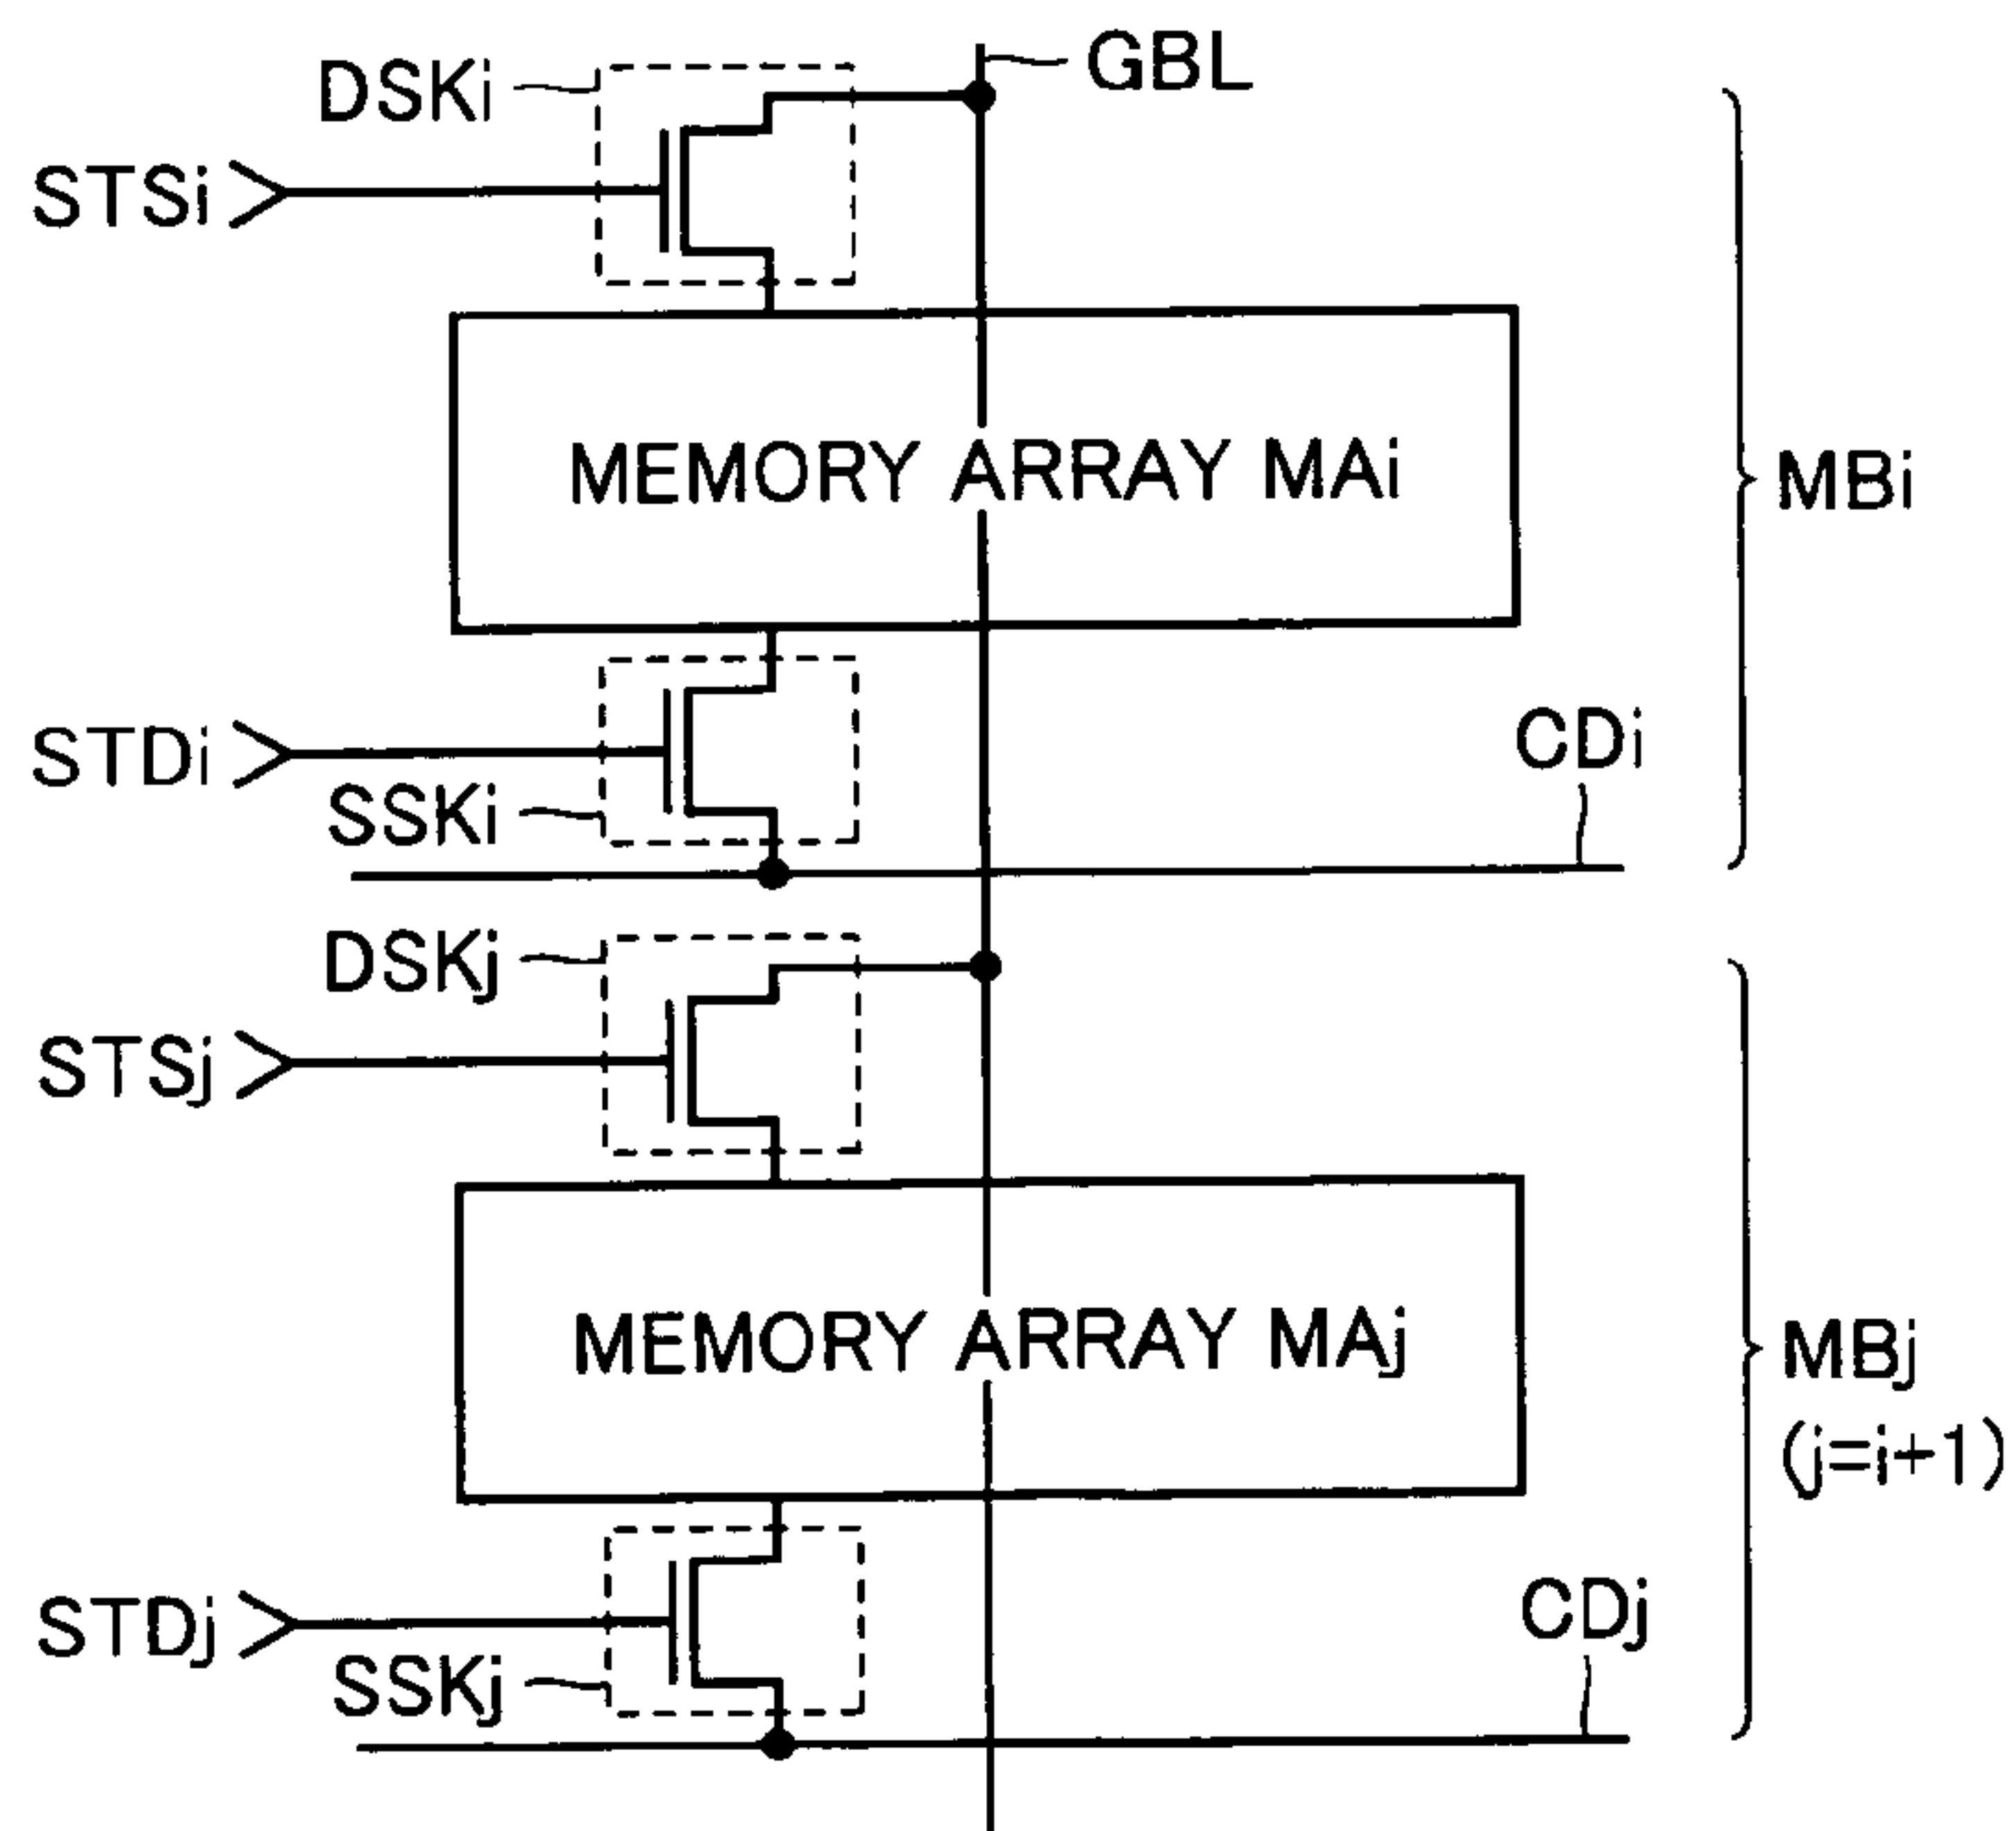 GBL
DSKi
STSi
MEMORY ARRAY MAi
MBi
STDi
CDi
SSKi
DSKj
STSj
MEMORY ARRAY MAj
MBj
(j=i+1)
STDj
CDj
SSKj